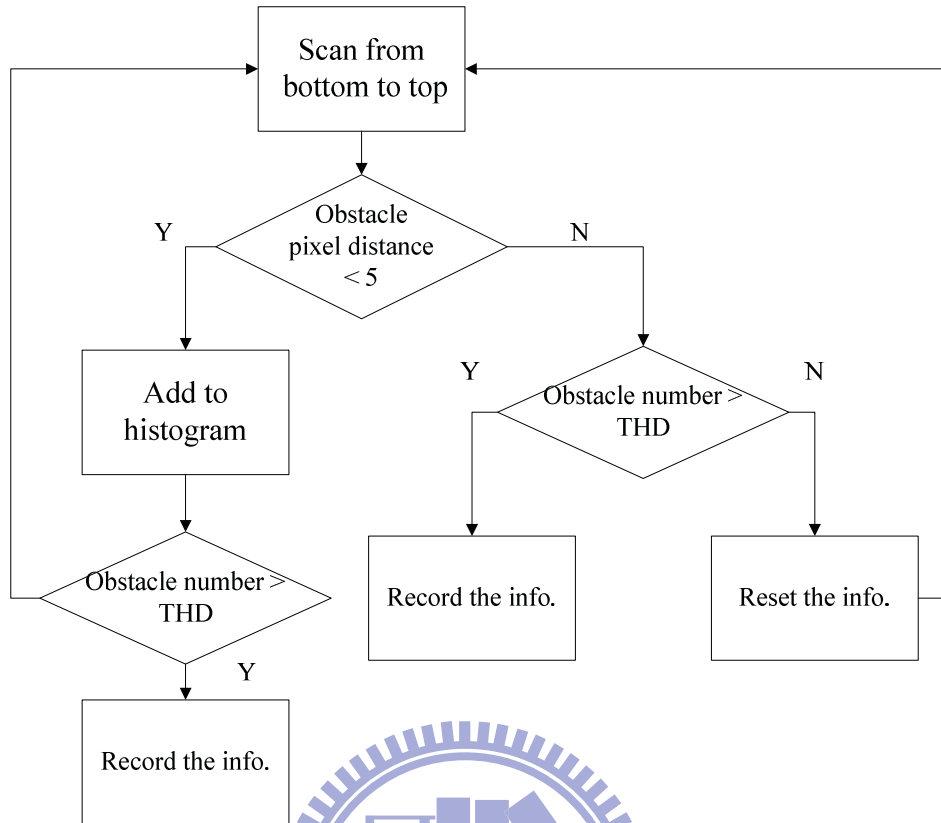 Scan from
bottom to top
Obstacle
pixel distance
< 5
Y
N
Add to
histogram
Y
N
Obstacle number >
THD
Obstacle number >
THD
Record the info.
Reset the info.
Y
Record the info.